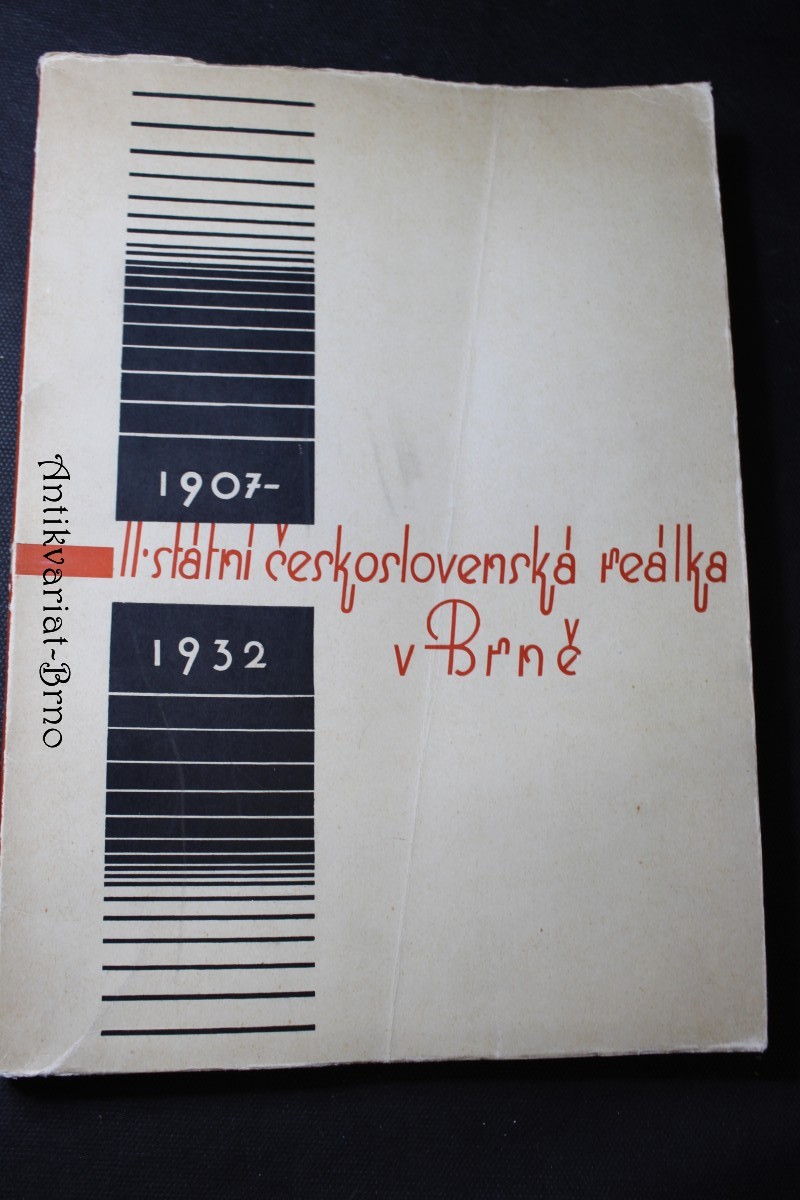 1907-
II. státní československá reálka
v Brně
1932
Antikvariat~Brno